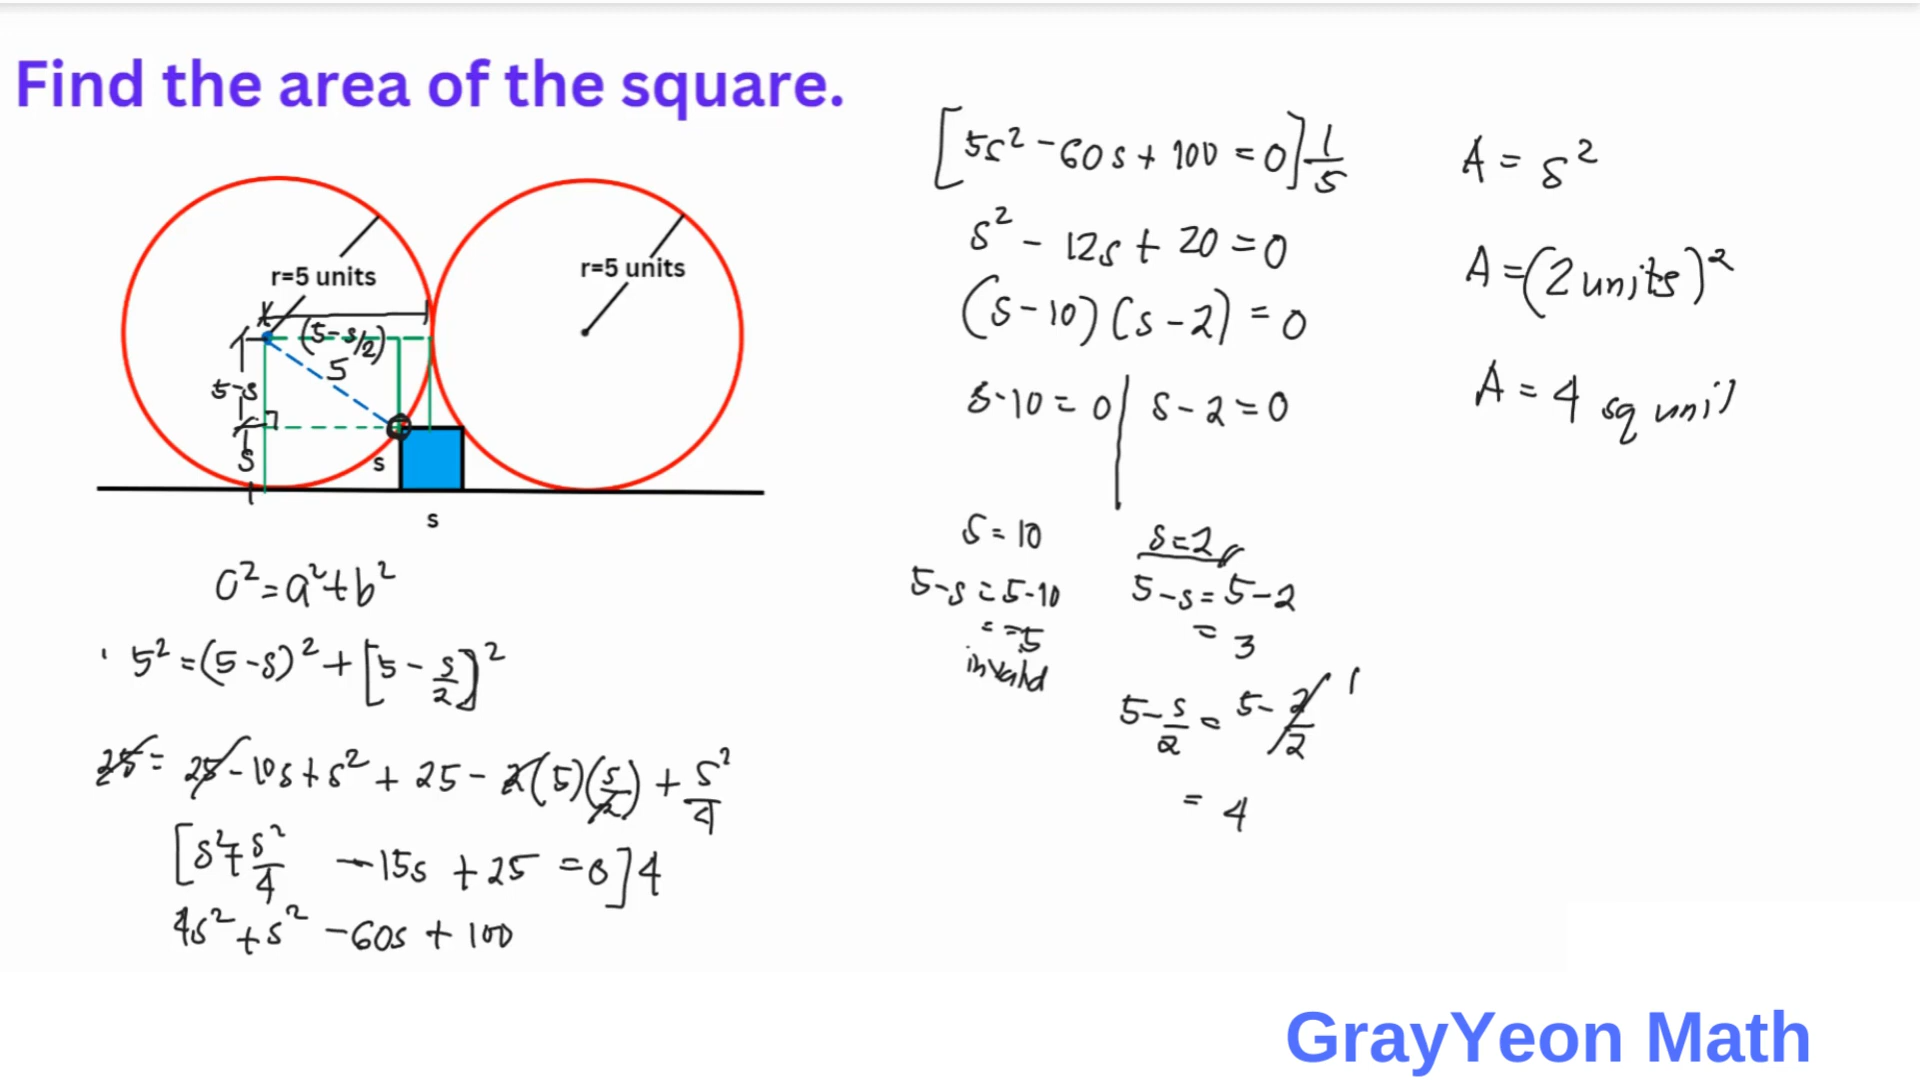 Find the area of the square.
r=5 units
r=5 units
(5-s/2)
5
5-s
s
s
s
c²=a²+b²
5²=(5-s)²+[5-s/2]²
25=25-10s+s²+25-2(5)(s/2)+s²/4
[s²+s²/4 -15s+25=0]4
4s²+s²-60s+100
[5s²-60s+100=0]1/5
s²-12s+20=0
(s-10)(s-2)=0
s-10=0 | s-2=0
s=10
5-s=5-10
=-5
invalid
s=2
5-s=5-2
=3
5-s/2=5-2/2 1
=4
A=s²
A=(2units)²
A=4 sq unit
GrayYeon Math